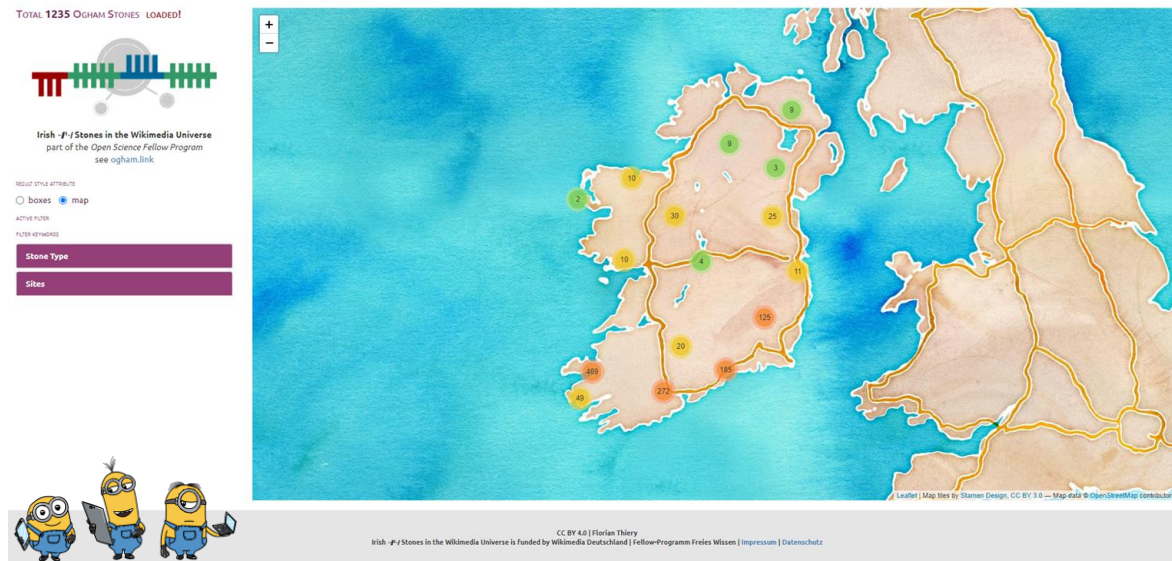 Total 1235 Ogham Stones loaded!
Irish -/P-/ Stones in the Wikimedia Universe
part of the Open Science Fellow Program
see ogham.link
RESULT STYLE ATTRIBUTE
boxes map
ACTIVE FILTER
FILTER KEYWORDS
Stone Type
Sites
+
−
9
9
3
10
2
30
25
10
4
11
125
20
469
185
272
49
Leaflet | Map tiles by Stamen Design, CC BY 3.0 — Map data © OpenStreetMap contributor
CC BY 4.0 | Florian Thiery
Irish -/P-/ Stones in the Wikimedia Universe is funded by Wikimedia Deutschland | Fellow-Programm Freies Wissen | Impressum | Datenschutz